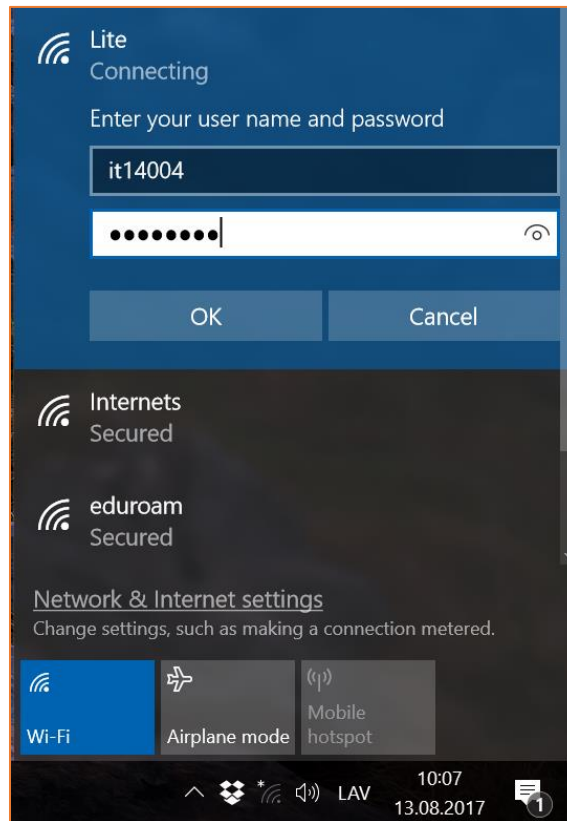 Lite
Connecting
Enter your user name and password
it14004
●●●●●●●●
OK Cancel
Internets
Secured
eduroam
Secured
Network & Internet settings
Change settings, such as making a connection metered.
Wi-Fi Airplane mode Mobile hotspot
LAV 10:07
13.08.2017
1